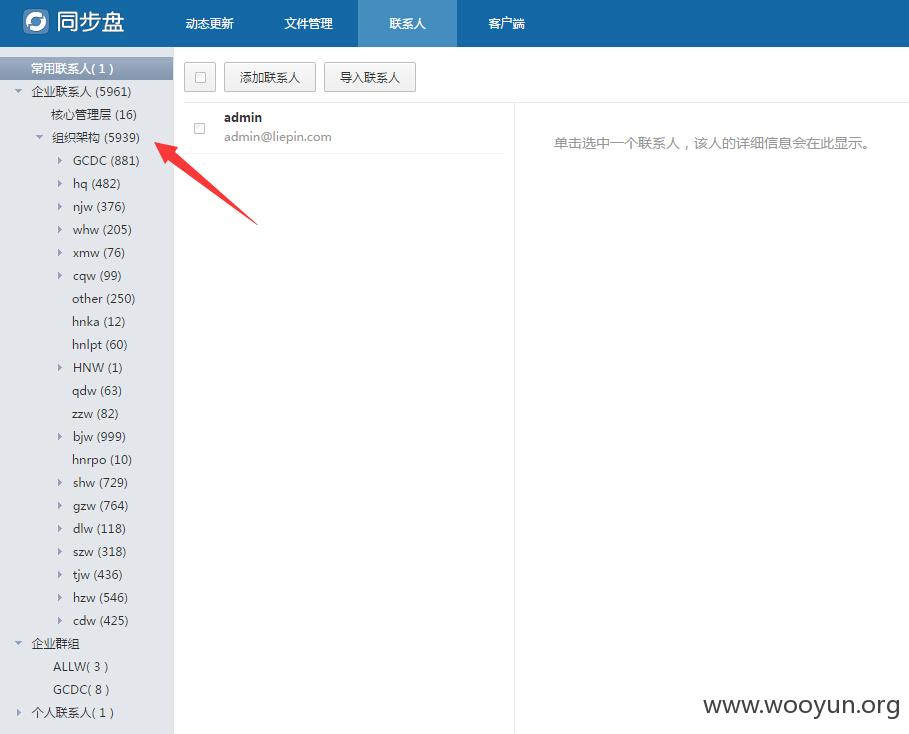 同步盘 动态更新 文件管理 联系人 客户端
添加联系人 导入联系人
常用联系人( 1 )
企业联系人 (5961)
核心管理层 (16)
组织架构 (5939)
GCDC (881)
hq (482)
njw (376)
whw (205)
xmw (76)
cqw (99)
other (250)
hnka (12)
hnlpt (60)
HNW (1)
qdw (63)
zzw (82)
bjw (999)
hnrpo (10)
shw (729)
gzw (764)
dlw (118)
szw (318)
tjw (436)
hzw (546)
cdw (425)
企业群组
ALLW( 3 )
GCDC( 8 )
个人联系人( 1 )
admin
admin@liepin.com
单击选中一个联系人，该人的详细信息会在此显示。
www.wooyun.org